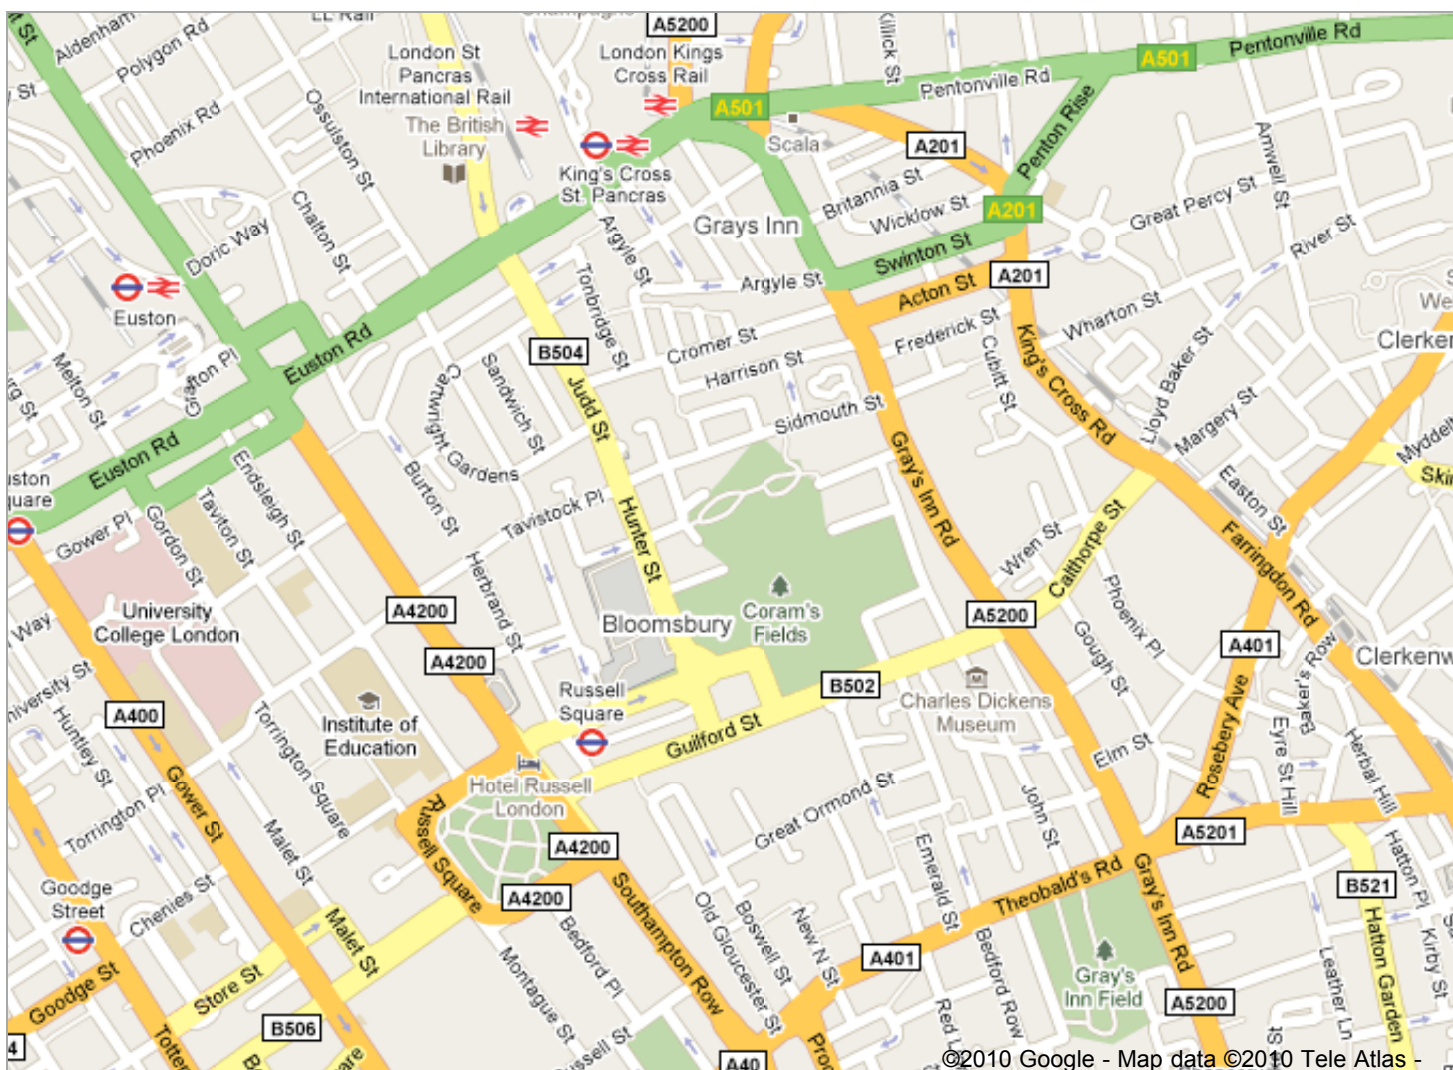 Aldenham
LL Rail
Champagne
A5200
Killick St
Polygon Rd
London St
Pancras
International Rail
London Kings
Cross Rail
A501
Pentonville Rd
Pentonville Rd
A501
Penton Rise
Phoenix Rd
Ossulston St
The British
Library
King's Cross
St. Pancras
Scala
A201
Amwell St
Britannia St
Wicklow St
A201
Great Percy St
Chalton St
Doric Way
Argyle St
Grays Inn
Swinton St
River St
Euston
Tonbridge St
Argyle St
Acton St
A201
Wharton St
Euston Rd
Melton St
B504
Cromer St
Harrison St
Frederick St
Cubitt St
King's Cross Rd
Lloyd Baker St
Cartwright Gardens
Sandwich St
Judd St
Sidmouth St
Margery St
Euston Rd
Endsleigh St
Burton St
Tavistock Pl
Gray's Inn Rd
Easton St
Gower Pl
Gordon St
Taviton St
Hunter St
Wren St
Calthorpe St
Farringdon Rd
Herbrand St
University
College London
A4200
Bloomsbury
Coram's
Fields
A5200
Phoenix Pl
Gough St
A401
Baker's Row
A4200
Russell
Square
B502
Charles Dickens
Museum
University St
A400
Huntley St
Torrington Square
Institute of
Education
Guilford St
Elm St
Rosebery Ave
Eyre St Hill
Herbal Hill
Gower St
Torrington Pl
Hotel Russell
London
Russell Square
Great Ormond St
John St
A5201
Malet St
A4200
Emerald St
Theobald's Rd
Gray's Inn Rd
Hatton Pl
B521
Goodge
Street
Chenies St
A4200
Southampton Row
Old Gloucester St
Boswell St
New N St
Bedford Row
Hatton Garden
Kirby St
Leather Ln
Malet St
Store St
Goodge St
Bedford Pl
Montague St
A401
Gray's
Inn Field
A5200
B506
A40
©2010 Google - Map data ©2010 Tele Atlas -